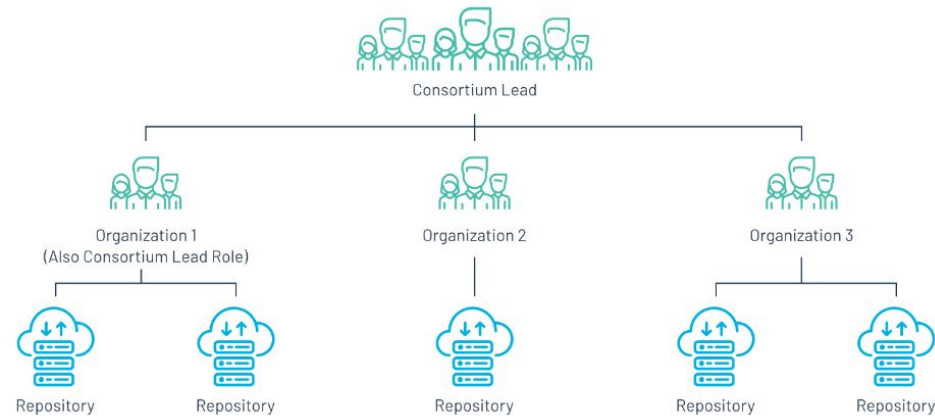 Consortium Lead
Organization 1
(Also Consortium Lead Role)
Organization 2
Organization 3
Repository
Repository
Repository
Repository
Repository